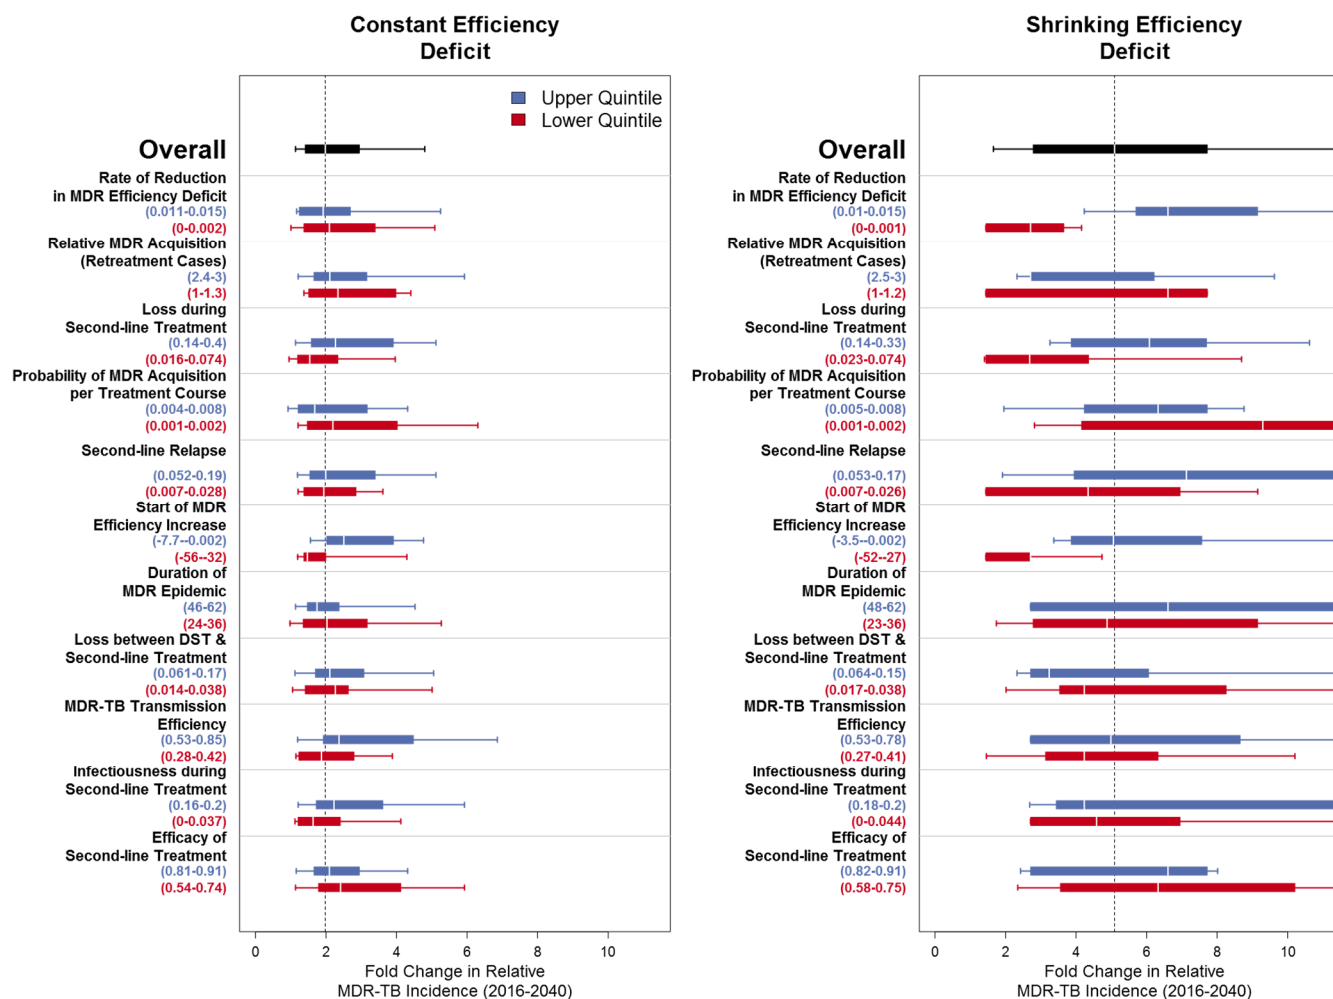 Constant Efficiency
Deficit
Upper Quintile
Lower Quintile
Overall
Rate of Reduction
in MDR Efficiency Deficit
(0.011-0.015)
(0-0.002)
Relative MDR Acquisition
(Retreatment Cases)
(2.4-3)
(1-1.3)
Loss during
Second-line Treatment
(0.14-0.4)
(0.016-0.074)
Probability of MDR Acquisition
per Treatment Course
(0.004-0.008)
(0.001-0.002)
Second-line Relapse
(0.052-0.19)
(0.007-0.028)
Start of MDR
Efficiency Increase
(-7.7--0.002)
(-56--32)
Duration of
MDR Epidemic
(46-62)
(24-36)
Loss between DST &
Second-line Treatment
(0.061-0.17)
(0.014-0.038)
MDR-TB Transmission
Efficiency
(0.53-0.85)
(0.28-0.42)
Infectiousness during
Second-line Treatment
(0.16-0.2)
(0-0.037)
Efficacy of
Second-line Treatment
(0.81-0.91)
(0.54-0.74)
0 2 4 6 8 10
Fold Change in Relative
MDR-TB Incidence (2016-2040)
Shrinking Efficiency
Deficit
Overall
Rate of Reduction
in MDR Efficiency Deficit
(0.01-0.015)
(0-0.001)
Relative MDR Acquisition
(Retreatment Cases)
(2.5-3)
(1-1.2)
Loss during
Second-line Treatment
(0.14-0.33)
(0.023-0.074)
Probability of MDR Acquisition
per Treatment Course
(0.005-0.008)
(0.001-0.002)
Second-line Relapse
(0.053-0.17)
(0.007-0.026)
Start of MDR
Efficiency Increase
(-3.5--0.002)
(-52--27)
Duration of
MDR Epidemic
(48-62)
(23-36)
Loss between DST &
Second-line Treatment
(0.064-0.15)
(0.017-0.038)
MDR-TB Transmission
Efficiency
(0.53-0.78)
(0.27-0.41)
Infectiousness during
Second-line Treatment
(0.18-0.2)
(0-0.044)
Efficacy of
Second-line Treatment
(0.82-0.91)
(0.58-0.75)
0 2 4 6 8 10
Fold Change in Relative
MDR-TB Incidence (2016-2040)